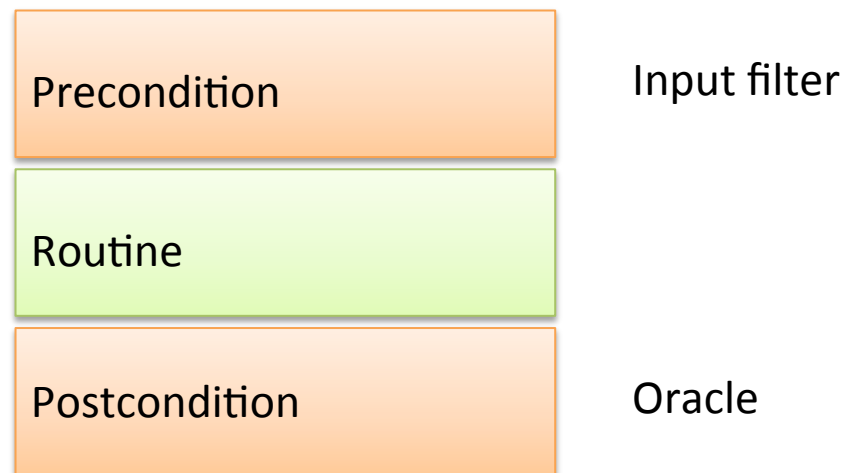 Precondition
Input filter
Routine
Postcondition
Oracle